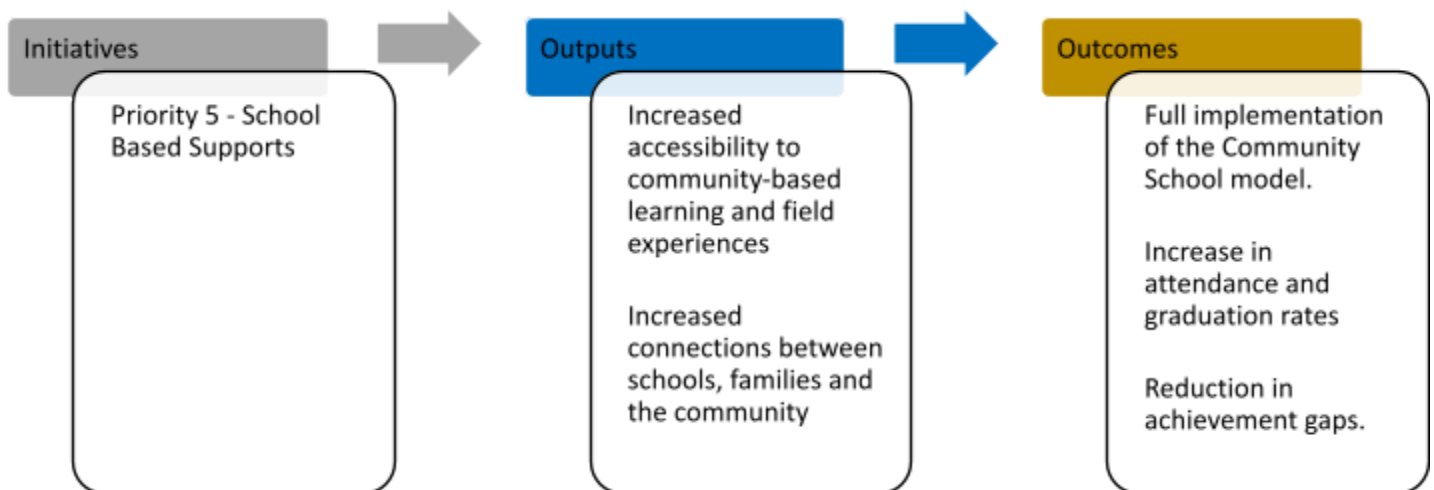 Initiatives
Priority 5 - School
Based Supports
Outputs
Increased
accessibility to
community-based
learning and field
experiences
Increased
connections between
schools, families and
the community
Outcomes
Full implementation
of the Community
School model.
Increase in
attendance and
graduation rates
Reduction in
achievement gaps.